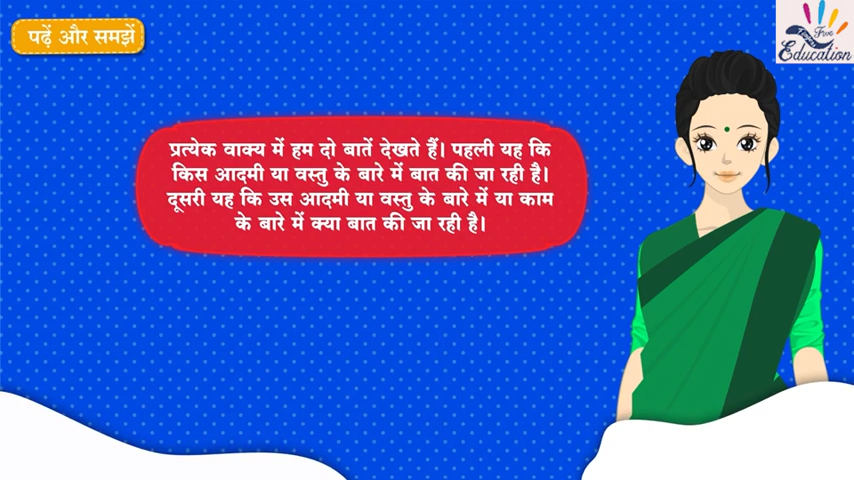 पढ़ें और समझें
Free
Education
प्रत्येक वाक्य में हम दो बातें देखते हैं। पहली यह कि
किस आदमी या वस्तु के बारे में बात की जा रही है।
दूसरी यह कि उस आदमी या वस्तु के बारे में या काम
के बारे में क्या बात की जा रही है।